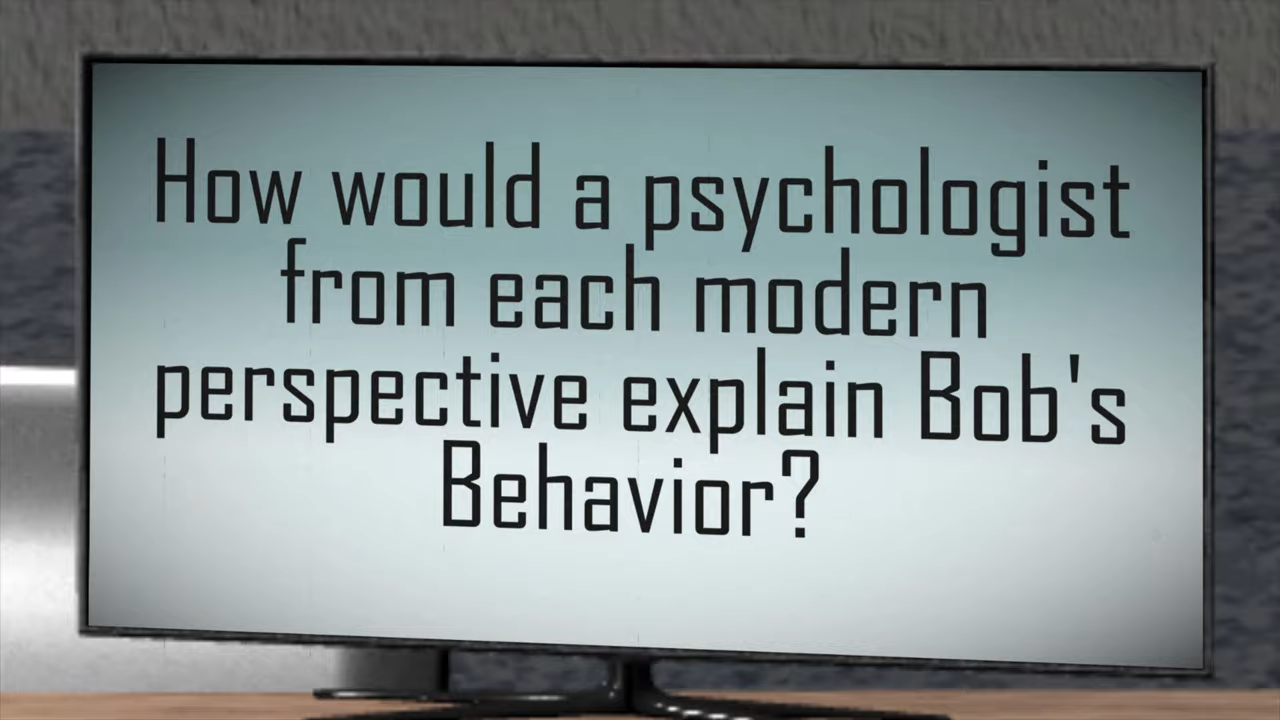 How would a psychologist
from each modern
perspective explain Bob's
Behavior?